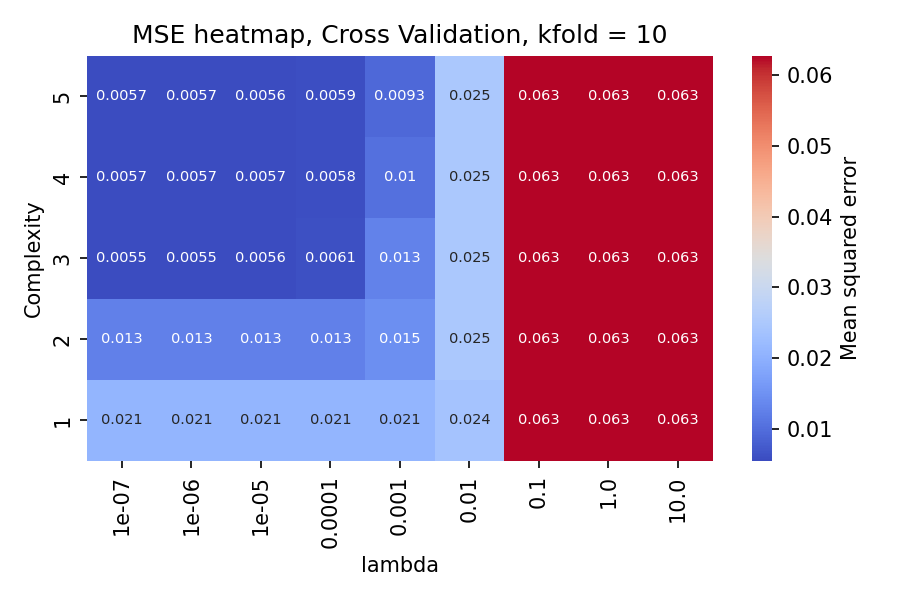 MSE heatmap, Cross Validation, kfold = 10
Complexity
5 0.0057 0.0057 0.0056 0.0059 0.0093 0.025 0.063 0.063 0.063
4 0.0057 0.0057 0.0057 0.0058 0.01 0.025 0.063 0.063 0.063
3 0.0055 0.0055 0.0056 0.0061 0.013 0.025 0.063 0.063 0.063
2 0.013 0.013 0.013 0.013 0.015 0.025 0.063 0.063 0.063
1 0.021 0.021 0.021 0.021 0.021 0.024 0.063 0.063 0.063
1e-07 1e-06 1e-05 0.0001 0.001 0.01 0.1 1.0 10.0
lambda
0.06
0.05
0.04
0.03
0.02
0.01
Mean squared error